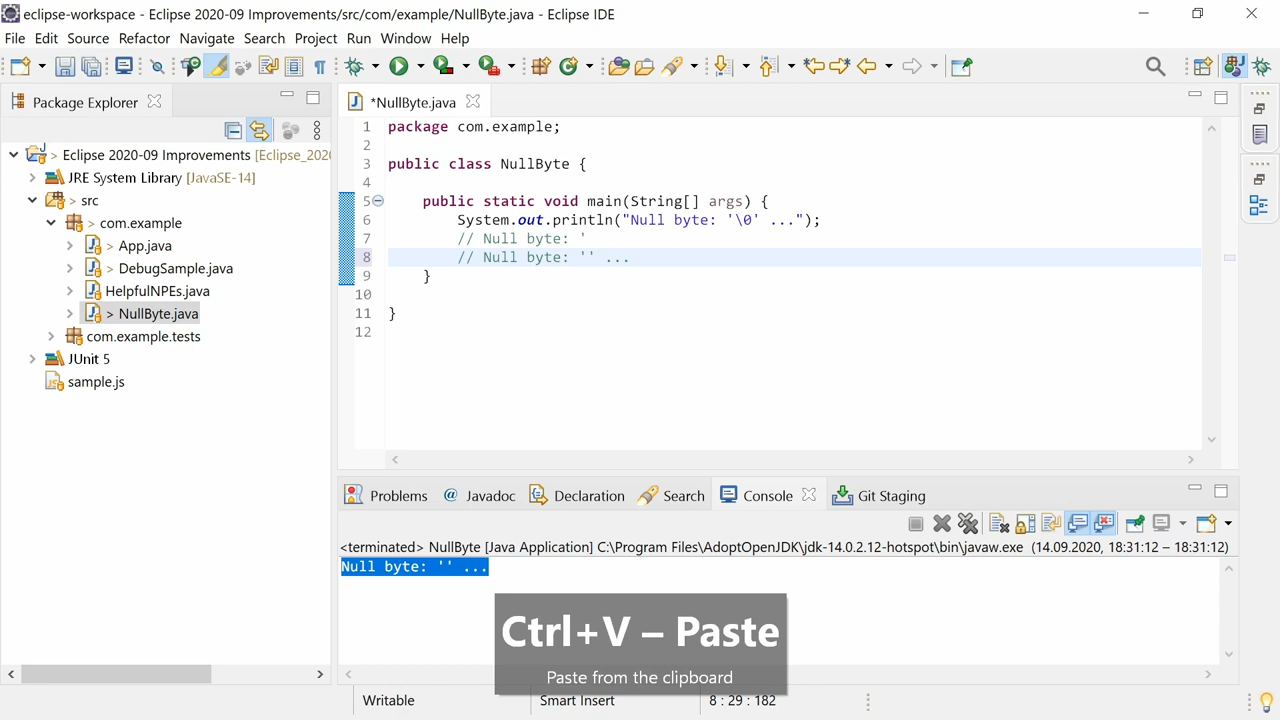 eclipse-workspace - Eclipse 2020-09 Improvements/src/com/example/NullByte.java - Eclipse IDE
File Edit Source Refactor Navigate Search Project Run Window Help
Package Explorer
*NullByte.java
> Eclipse 2020-09 Improvements [Eclipse_202
JRE System Library [JavaSE-14]
> src
> com.example
> App.java
> DebugSample.java
HelpfulNPEs.java
> NullByte.java
com.example.tests
JUnit 5
sample.js
1 package com.example;
2
3 public class NullByte {
4
5 public static void main(String[] args) {
6 System.out.println("Null byte: '\0' ...");
7 // Null byte: '
8 // Null byte: '' ...
9 }
10
11 }
12
Problems @ Javadoc Declaration Search Console Git Staging
<terminated> NullByte [Java Application] C:\Program Files\AdoptOpenJDK\jdk-14.0.2.12-hotspot\bin\javaw.exe (14.09.2020, 18:31:12 – 18:31:12)
Null byte: '' ...
Ctrl+V – Paste
Paste from the clipboard
Writable Smart Insert 8 : 29 : 182